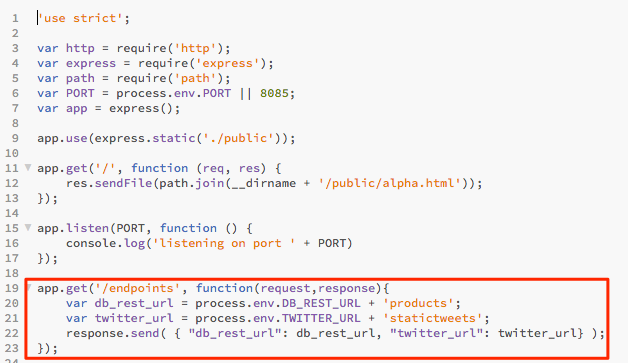 1 'use strict';
2
3 var http = require('http');
4 var express = require('express');
5 var path = require('path');
6 var PORT = process.env.PORT || 8085;
7 var app = express();
8
9 app.use(express.static('./public'));
10
11 app.get('/', function (req, res) {
12     res.sendFile(path.join(__dirname + '/public/alpha.html'));
13 });
14
15 app.listen(PORT, function () {
16     console.log('listening on port ' + PORT)
17 });
18
19 app.get('/endpoints', function(request,response){
20     var db_rest_url = process.env.DB_REST_URL + 'products';
21     var twitter_url = process.env.TWITTER_URL + 'statictweets';
22     response.send( { "db_rest_url": db_rest_url, "twitter_url": twitter_url} );
23 });
24